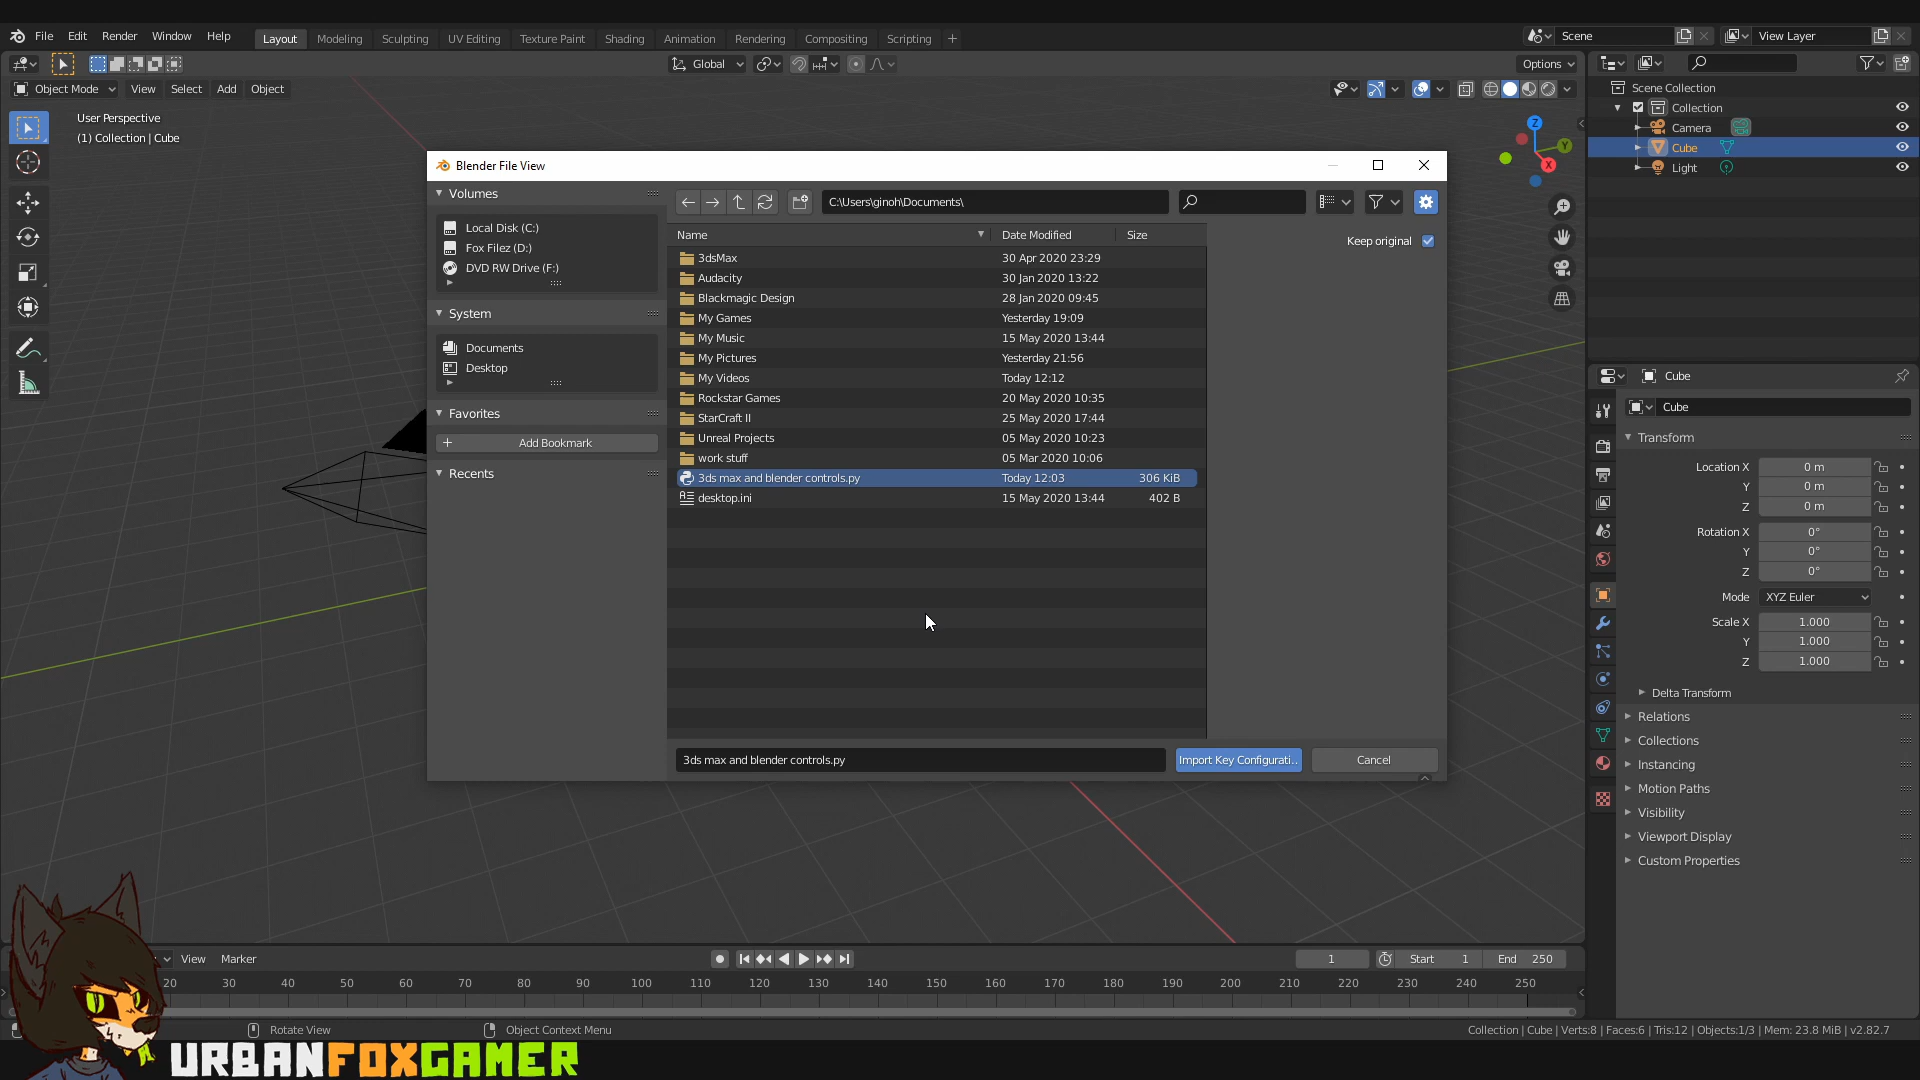 File Edit Render Window Help Layout Modeling Sculpting UV Editing Texture Paint Shading Animation Rendering Compositing Scripting + Scene View Layer
Global Options
Object Mode View Select Add Object
User Perspective
(1) Collection | Cube
Z
Y
X
Scene Collection
Collection
Camera
Cube
Light
Blender File View
Volumes
Local Disk (C:)
Fox Filez (D:)
DVD RW Drive (F:)
System
Documents
Desktop
Favorites
+ Add Bookmark
Recents
C:\Users\ginoh\Documents\
Name Date Modified Size
3dsMax 30 Apr 2020 23:29
Audacity 30 Jan 2020 13:22
Blackmagic Design 28 Jan 2020 09:45
My Games Yesterday 19:09
My Music 15 May 2020 13:44
My Pictures Yesterday 21:56
My Videos Today 12:12
Rockstar Games 20 May 2020 10:35
StarCraft II 25 May 2020 17:44
Unreal Projects 05 May 2020 10:23
work stuff 05 Mar 2020 10:06
3ds max and blender controls.py Today 12:03 306 KiB
desktop.ini 15 May 2020 13:44 402 B
Keep original
3ds max and blender controls.py Import Key Configurati.. Cancel
Cube
Cube
Transform
Location X 0 m
Y 0 m
Z 0 m
Rotation X 0°
Y 0°
Z 0°
Mode XYZ Euler
Scale X 1.000
Y 1.000
Z 1.000
Delta Transform
Relations
Collections
Instancing
Motion Paths
Visibility
Viewport Display
Custom Properties
View Marker 1 Start 1 End 250
20 30 40 50 60 70 80 90 100 110 120 130 140 150 160 170 180 190 200 210 220 230 240 250
Rotate View Object Context Menu Collection | Cube | Verts:8 | Faces:6 | Tris:12 | Objects:1/3 | Mem: 23.8 MiB | v2.82.7
URBANFOXGAMER